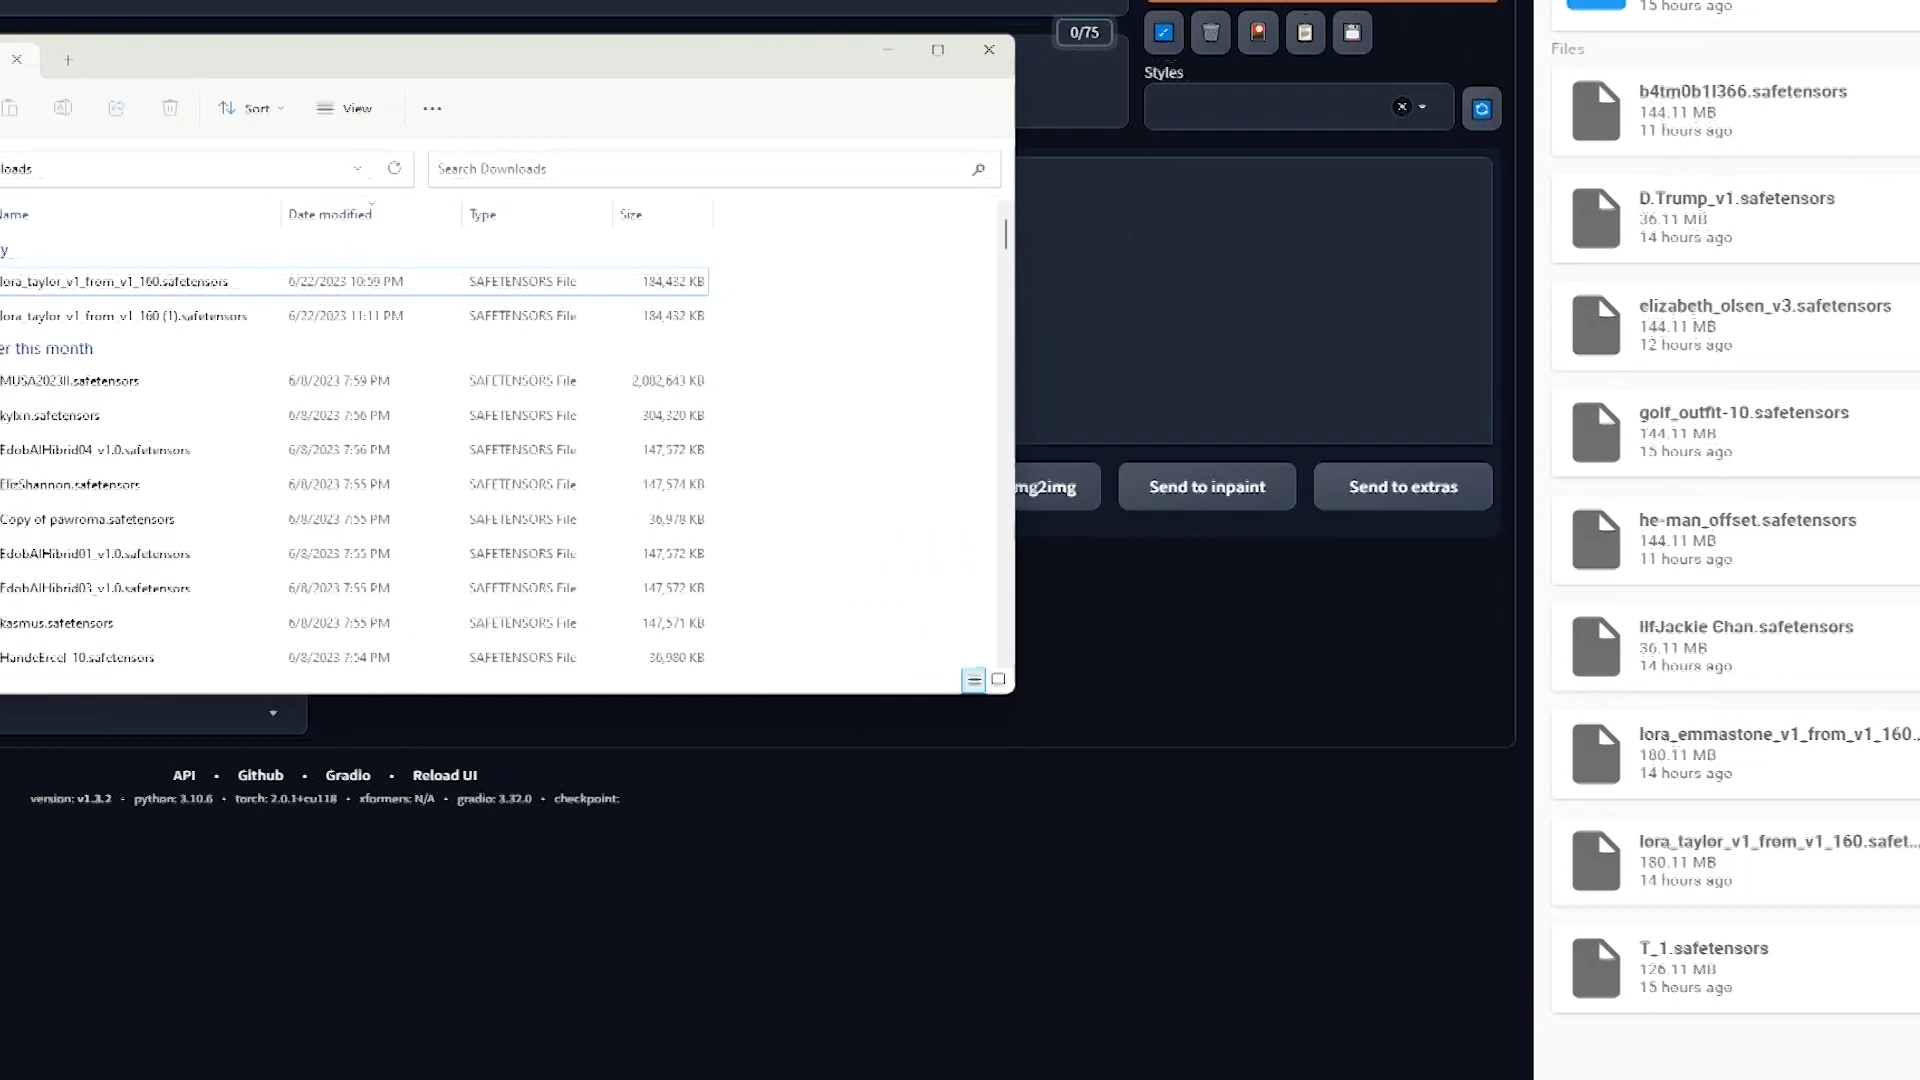 0/75
Styles
Sort
View
loads
Search Downloads
Name
Date modified
Type
Size
y
lora_taylor_v1_from_v1_160.safetensors 6/22/2023 10:59 PM SAFETENSORS File 184,432 KB
lora_taylor_v1_from_v1_160 (1).safetensors 6/22/2023 11:11 PM SAFETENSORS File 184,432 KB
er this month
MUSA2023II.safetensors 6/8/2023 7:59 PM SAFETENSORS File 2,082,643 KB
kylxn.safetensors 6/8/2023 7:56 PM SAFETENSORS File 304,320 KB
EdobAIHibrid04_v1.0.safetensors 6/8/2023 7:56 PM SAFETENSORS File 147,572 KB
ElizShannon.safetensors 6/8/2023 7:55 PM SAFETENSORS File 147,574 KB
Copy of pawroma.safetensors 6/8/2023 7:55 PM SAFETENSORS File 36,978 KB
EdobAIHibrid01_v1.0.safetensors 6/8/2023 7:55 PM SAFETENSORS File 147,572 KB
EdobAIHibrid03_v1.0.safetensors 6/8/2023 7:55 PM SAFETENSORS File 147,572 KB
kasmus.safetensors 6/8/2023 7:55 PM SAFETENSORS File 147,571 KB
HandeErcel_10.safetensors 6/8/2023 7:54 PM SAFETENSORS File 36,980 KB
mg2img
Send to inpaint
Send to extras
API • Github • Gradio • Reload UI
version: v1.3.2 • python: 3.10.6 • torch: 2.0.1+cu118 • xformers: N/A • gradio: 3.32.0 • checkpoint:
15 hours ago
Files
b4tm0b1l366.safetensors
144.11 MB
11 hours ago
D.Trump_v1.safetensors
36.11 MB
14 hours ago
elizabeth_olsen_v3.safetensors
144.11 MB
12 hours ago
golf_outfit-10.safetensors
144.11 MB
15 hours ago
he-man_offset.safetensors
144.11 MB
11 hours ago
llfJackie Chan.safetensors
36.11 MB
14 hours ago
lora_emmastone_v1_from_v1_160...
180.11 MB
14 hours ago
lora_taylor_v1_from_v1_160.safet...
180.11 MB
14 hours ago
T_1.safetensors
126.11 MB
15 hours ago